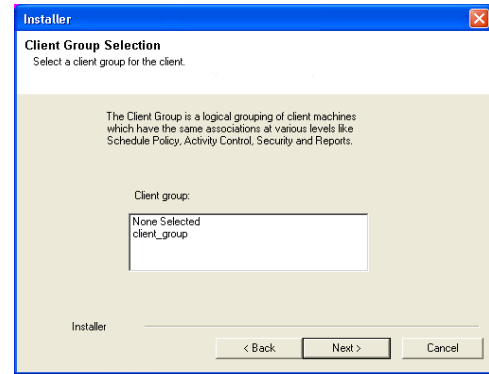 Installer
Client Group Selection
Select a client group for the client.
The Client Group is a logical grouping of client machines
which have the same associations at various levels like
Schedule Policy, Activity Control, Security and Reports.
Client group:
None Selected
client_group
Installer
< Back
Next >
Cancel